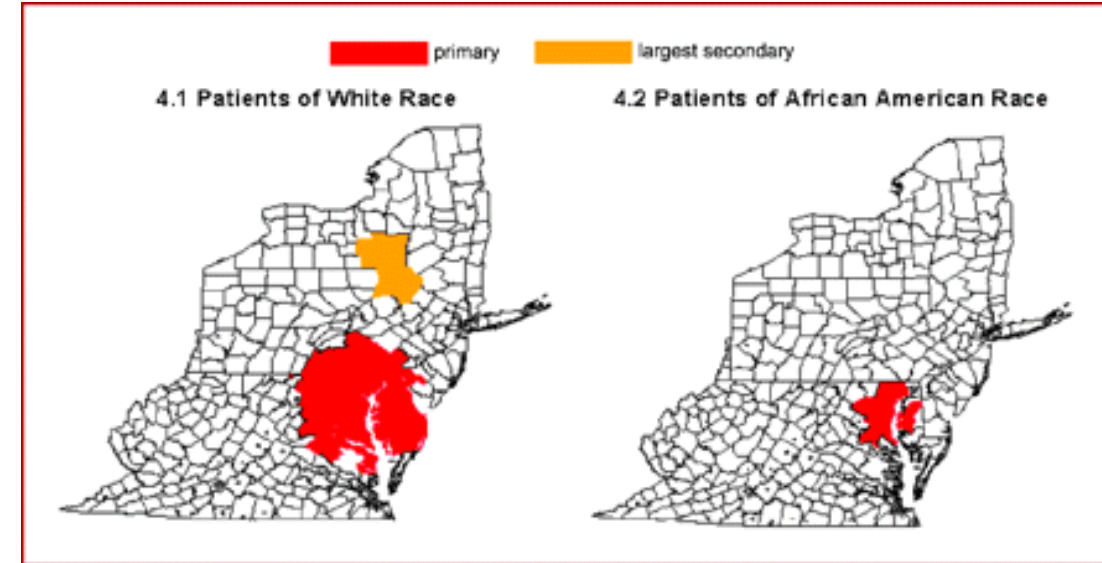 primary largest secondary
4.1 Patients of White Race 4.2 Patients of African American Race